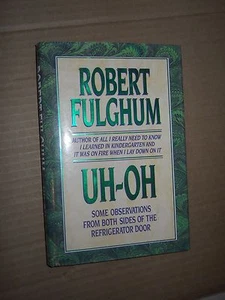 ROBERT
FULGHUM
AUTHOR OF ALL I REALLY NEED TO KNOW
I LEARNED IN KINDERGARTEN AND
IT WAS ON FIRE WHEN I LAY DOWN ON IT
UH-OH
SOME OBSERVATIONS
FROM BOTH SIDES OF THE
REFRIGERATOR DOOR